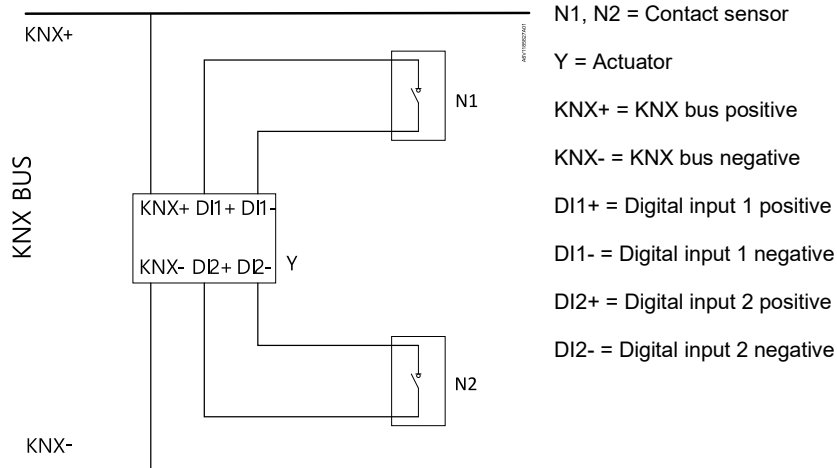 KNX+
KNX BUS
KNX-
N1
KNX+ DI1+ DI1-
KNX- DI2+ DI2-
Y
N2
N1, N2 = Contact sensor
Y = Actuator
KNX+ = KNX bus positive
KNX- = KNX bus negative
DI1+ = Digital input 1 positive
DI1- = Digital input 1 negative
DI2+ = Digital input 2 positive
DI2- = Digital input 2 negative